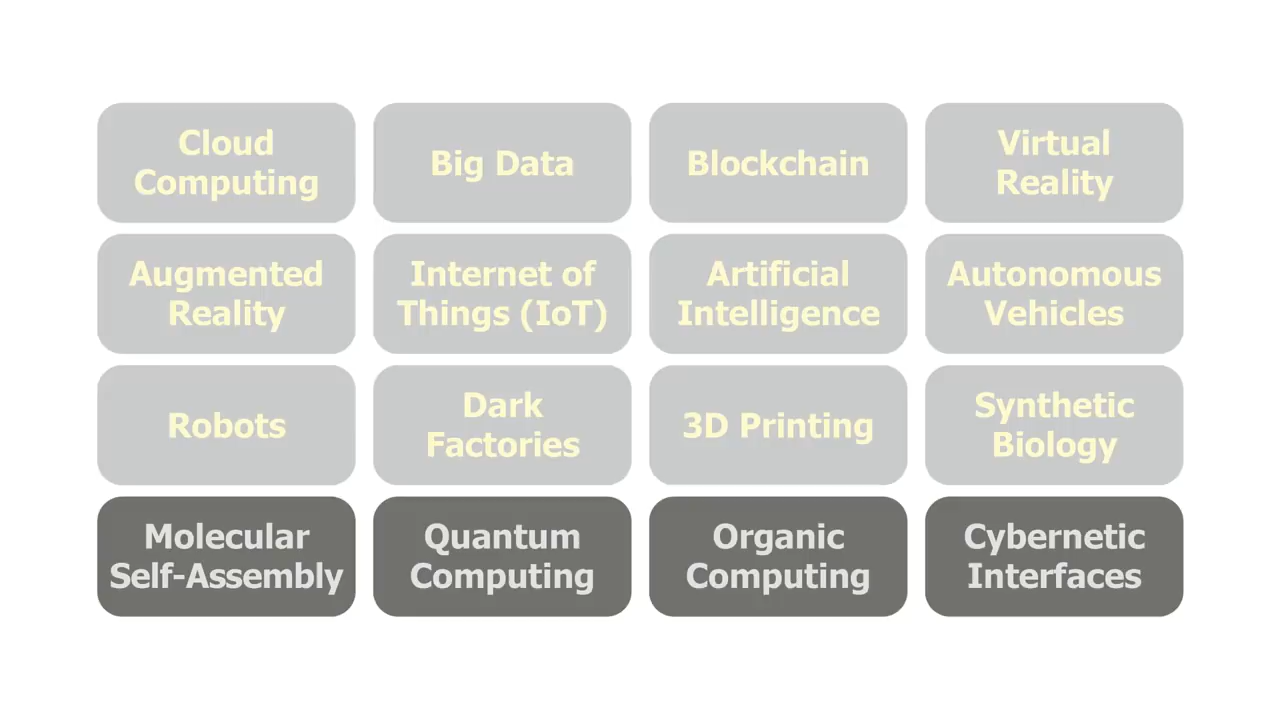 Cloud
Computing
Big Data
Blockchain
Virtual
Reality
Augmented
Reality
Internet of
Things (IoT)
Artificial
Intelligence
Autonomous
Vehicles
Robots
Dark
Factories
3D Printing
Synthetic
Biology
Molecular
Self-Assembly
Quantum
Computing
Organic
Computing
Cybernetic
Interfaces